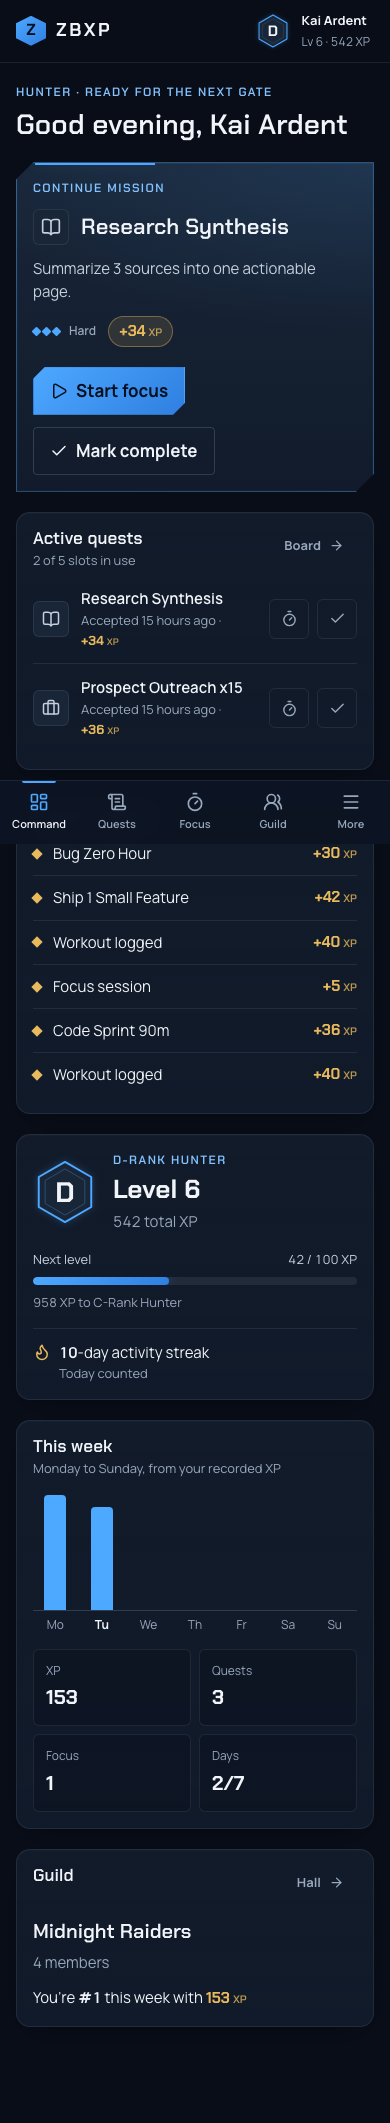 Z ZBXP
D
Kai Ardent
Lv 6 · 542 XP
HUNTER · READY FOR THE NEXT GATE
Good evening, Kai Ardent
CONTINUE MISSION
Research Synthesis
Summarize 3 sources into one actionable
page.
Hard +34 XP
Start focus
Mark complete
Active quests
2 of 5 slots in use
Board →
Research Synthesis
Accepted 15 hours ago ·
+34 XP
Prospect Outreach x15
Accepted 15 hours ago ·
+36 XP
Command Quests Focus Guild More
Bug Zero Hour +30 XP
Ship 1 Small Feature +42 XP
Workout logged +40 XP
Focus session +5 XP
Code Sprint 90m +36 XP
Workout logged +40 XP
D
D-RANK HUNTER
Level 6
542 total XP
Next level 42 / 100 XP
958 XP to C-Rank Hunter
10-day activity streak
Today counted
This week
Monday to Sunday, from your recorded XP
Mo Tu We Th Fr Sa Su
XP
153
Quests
3
Focus
1
Days
2/7
Guild
Hall →
Midnight Raiders
4 members
You're #1 this week with 153 XP